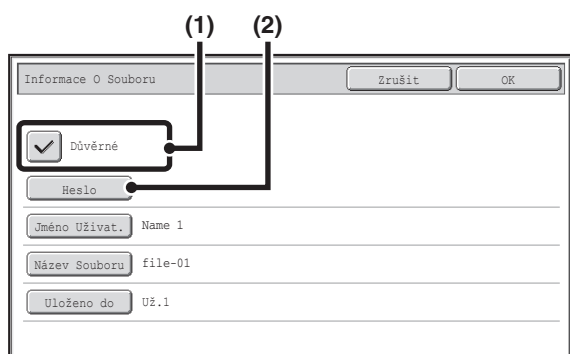 (1) (2)
Informace O Souboru Zrušit OK
Důvěrné
Heslo
Jméno Uživat. Name 1
Název Souboru file-01
Uloženo do Už.1